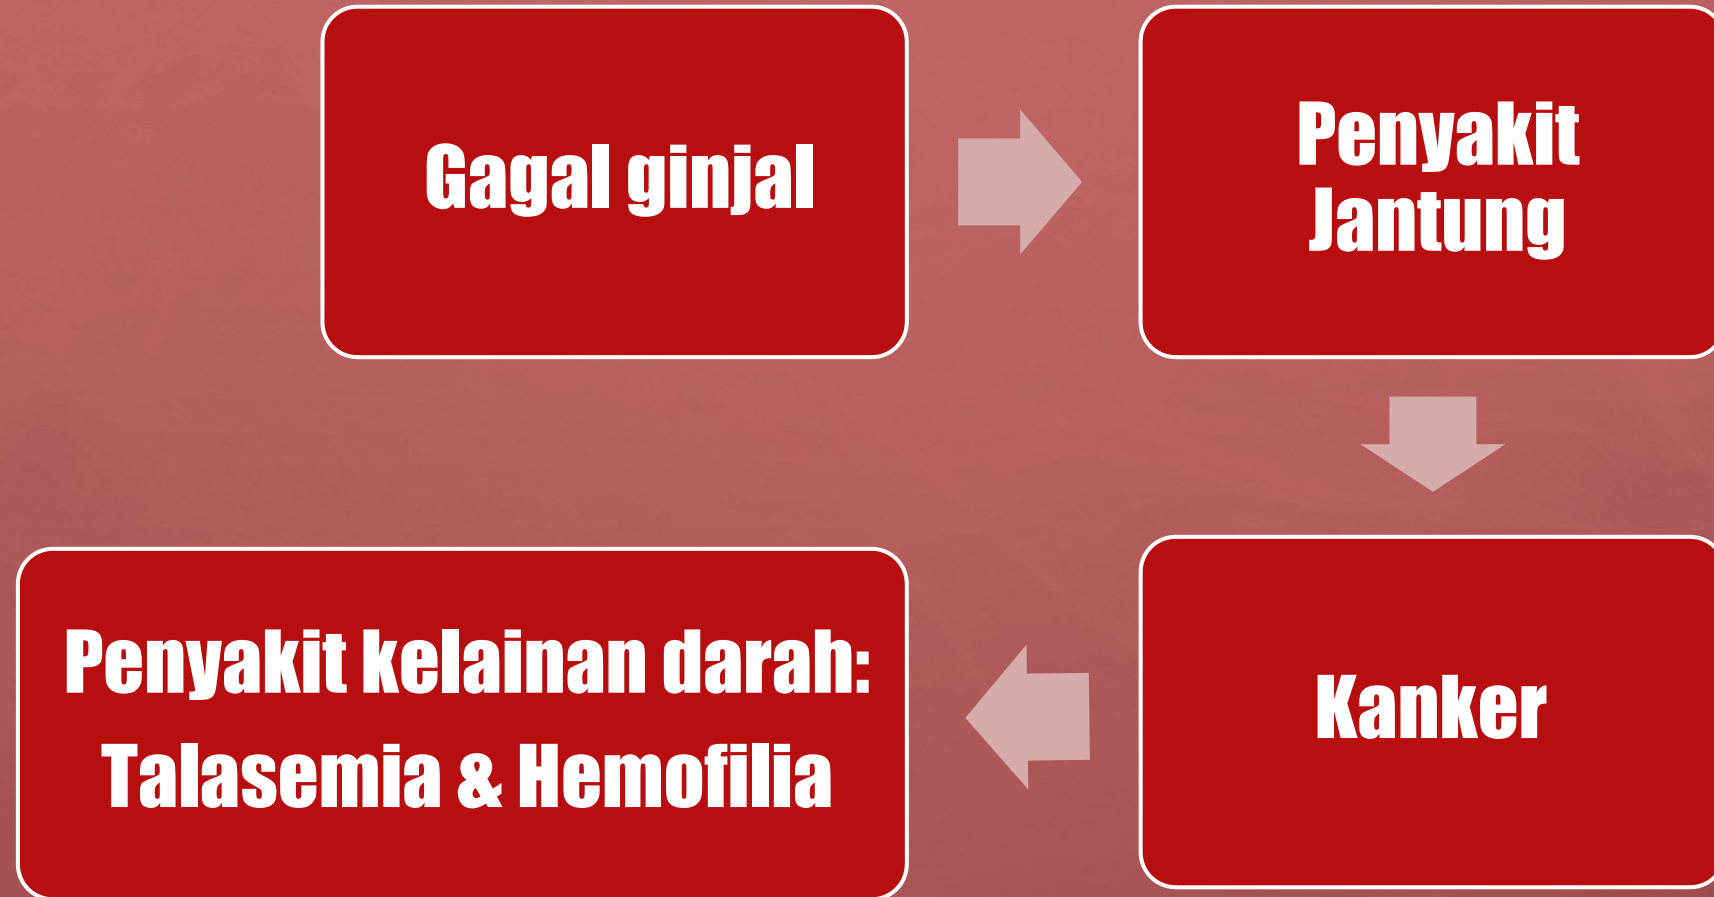 Gagal ginjal
Penyakit
Jantung
Kanker
Penyakit kelainan darah:
Talasemia & Hemofilia